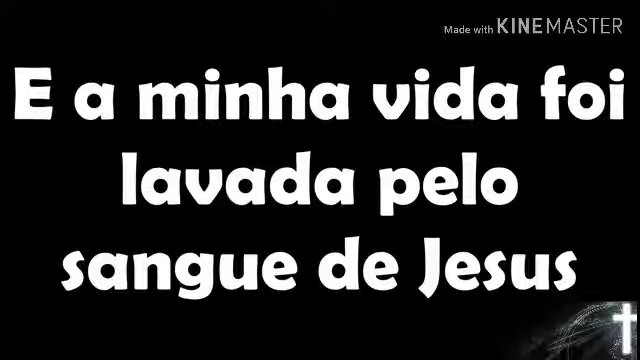 Made with KINEMASTER
E a minha vida foi
lavada pelo
sangue de Jesus